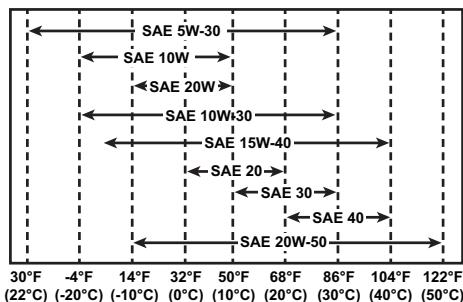 SAE 5W-30
SAE 10W
SAE 20W
SAE 10W-30
SAE 15W-40
SAE 20
SAE 30
SAE 40
SAE 20W-50
30°F -4°F 14°F 32°F 50°F 68°F 86°F 104°F 122°F
(22°C) (-20°C) (-10°C) (0°C) (10°C) (20°C) (30°C) (40°C) (50°C)